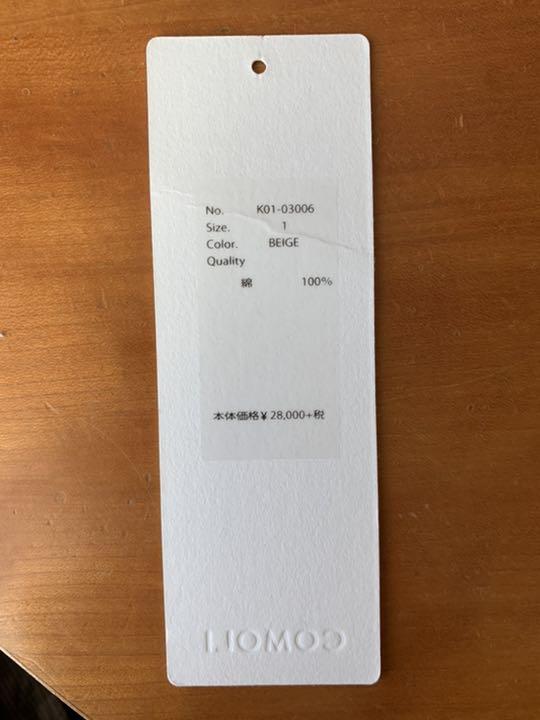 No. K01-03006
Size. 1
Color. BEIGE
Quality
綿 100%
本体価格¥ 28,000+税
COMOLI